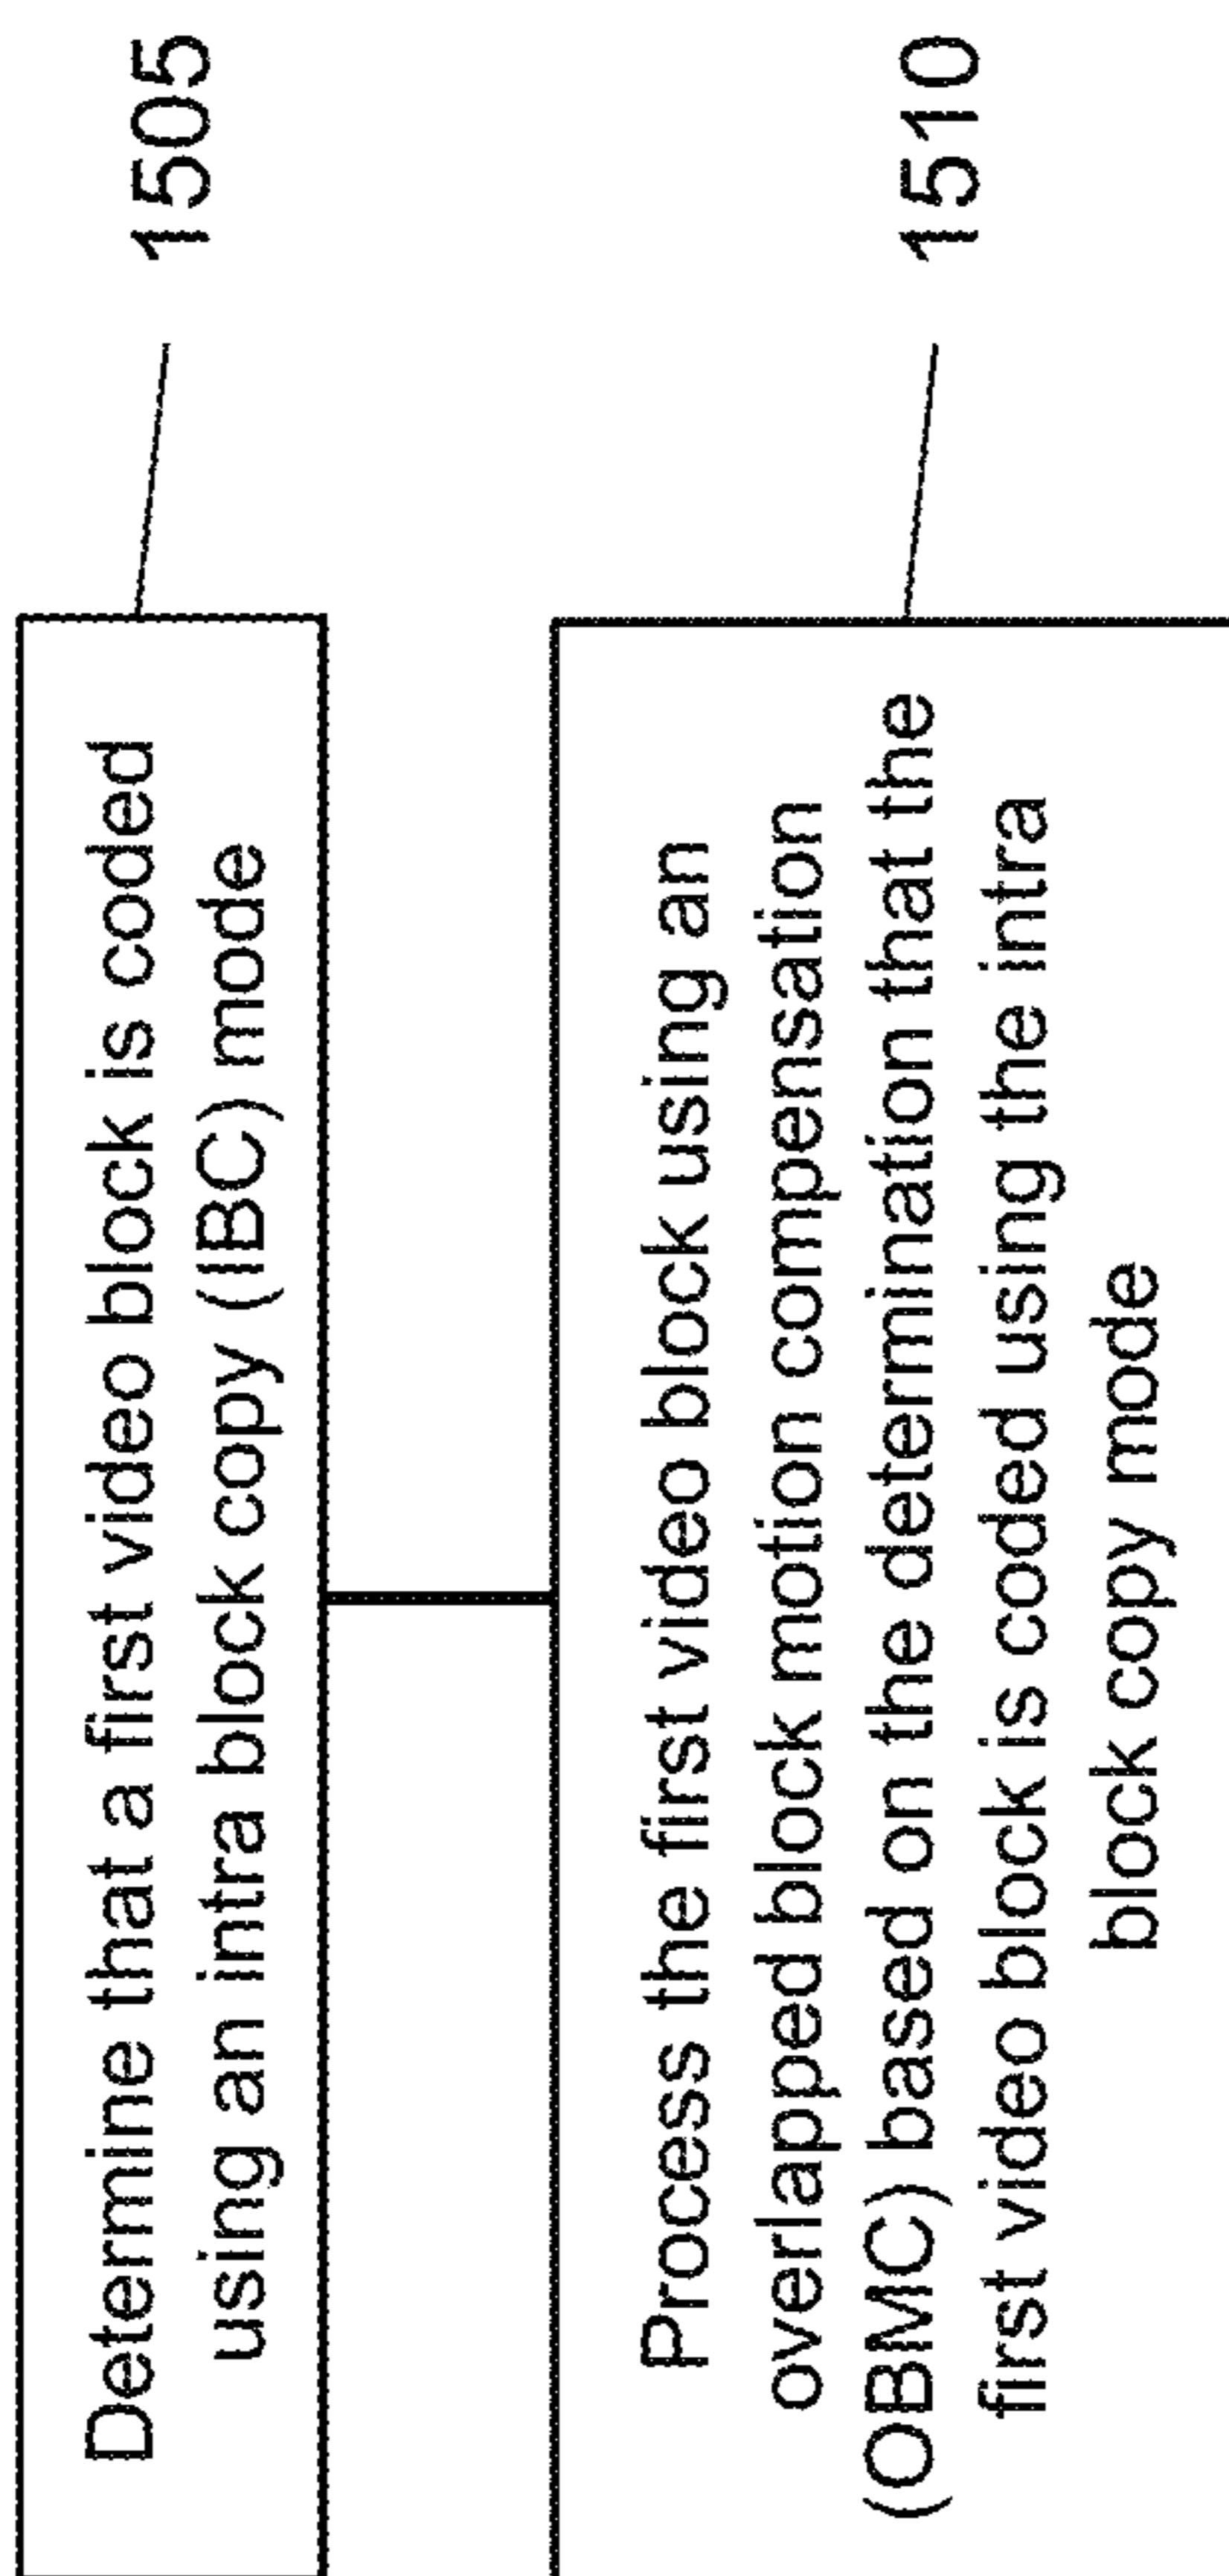 Determine that a first video block is coded
using an intra block copy (IBC) mode
1505
Process the first video block using an
overlapped block motion compensation
(OBMC) based on the determination that the
first video block is coded using the intra
block copy mode
1510